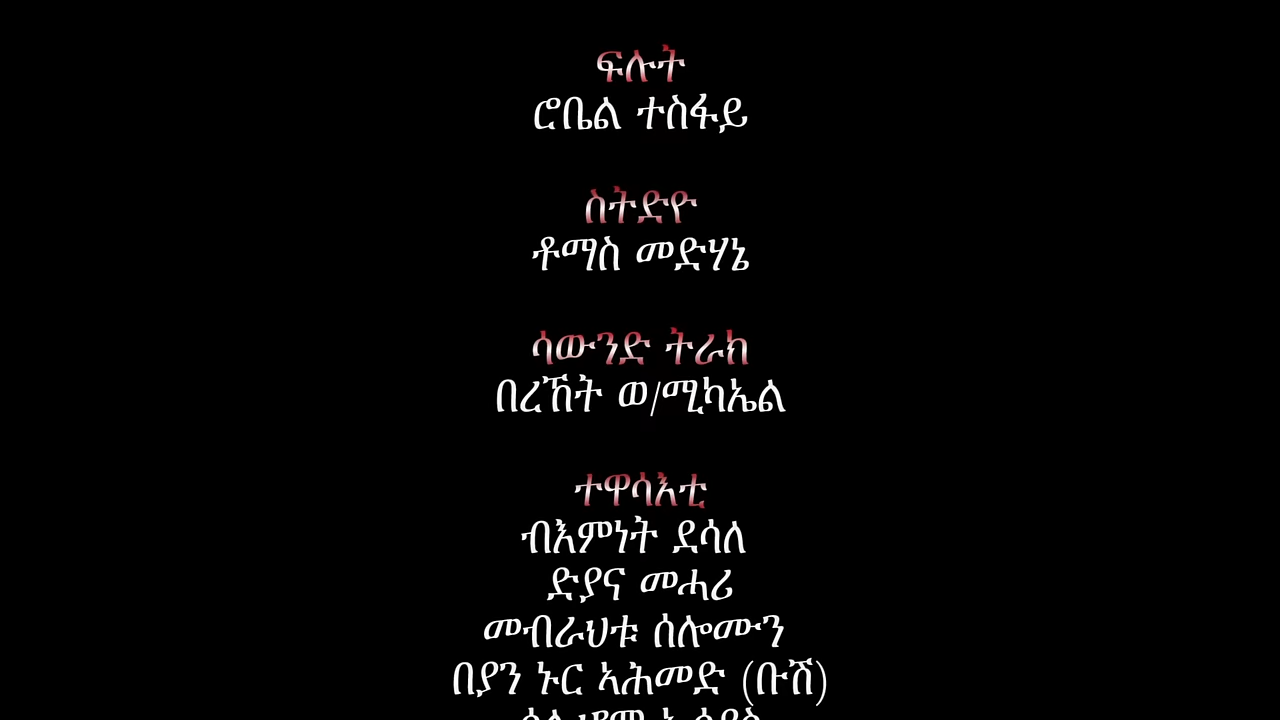 ፍሉት
ሮቤል ተስፋይ
ስትድዮ
ቶማስ መድሃኔ
ሳውንድ ትራክ
በረኸት ወ/ሚካኤል
ተዋሳእቲ
ብእምነት ደሳለ
ድያና መሓሪ
መብራህቱ ሰሎሙን
በያን ኑር ኣሕመድ (ቡሽ)